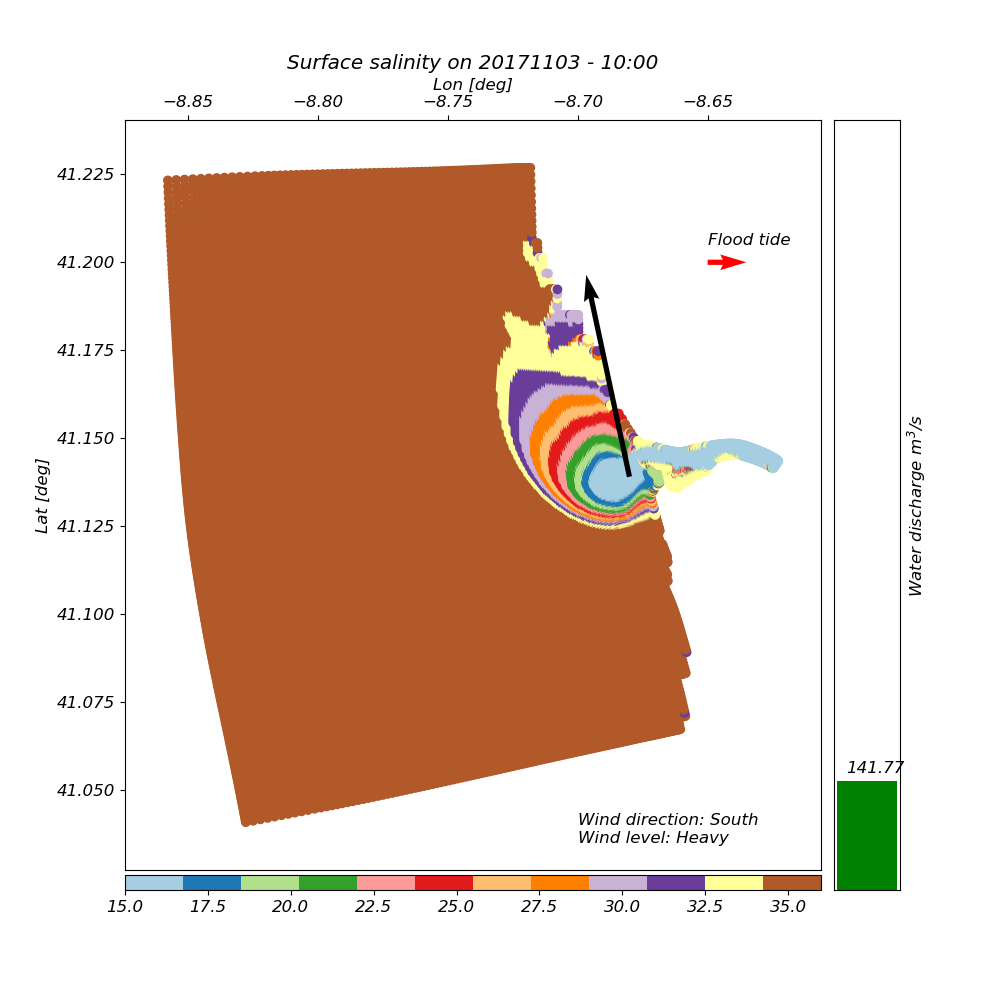 Surface salinity on 20171103 - 10:00
Lon [deg]
−8.85 −8.80 −8.75 −8.70 −8.65
41.225
41.200
41.175
41.150
41.125
41.100
41.075
41.050
Lat [deg]
Flood tide
Wind direction: South
Wind level: Heavy
141.77
Water discharge m³/s
15.0 17.5 20.0 22.5 25.0 27.5 30.0 32.5 35.0